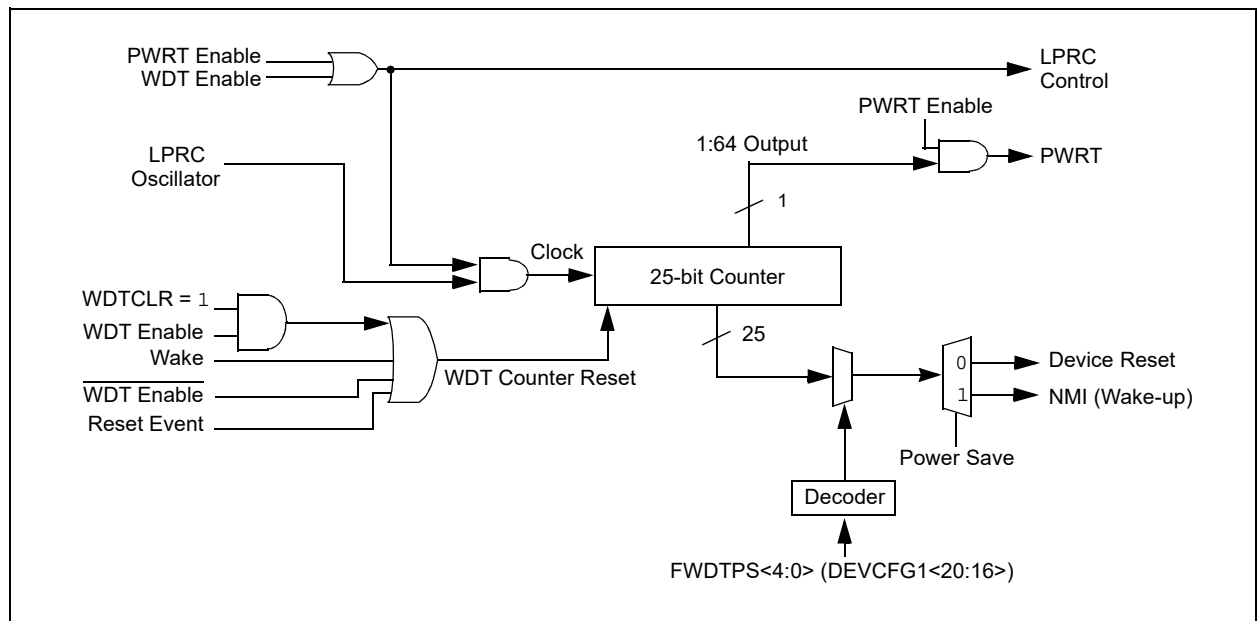 PWRT Enable
WDT Enable
LPRC
Control
PWRT Enable
1:64 Output
LPRC
Oscillator
PWRT
1
Clock
25-bit Counter
WDTCLR = 1
WDT Enable
Wake
WDT Enable
Reset Event
WDT Counter Reset
25
0
1
Device Reset
NMI (Wake-up)
Power Save
Decoder
FWDTPS<4:0> (DEVCFG1<20:16>)